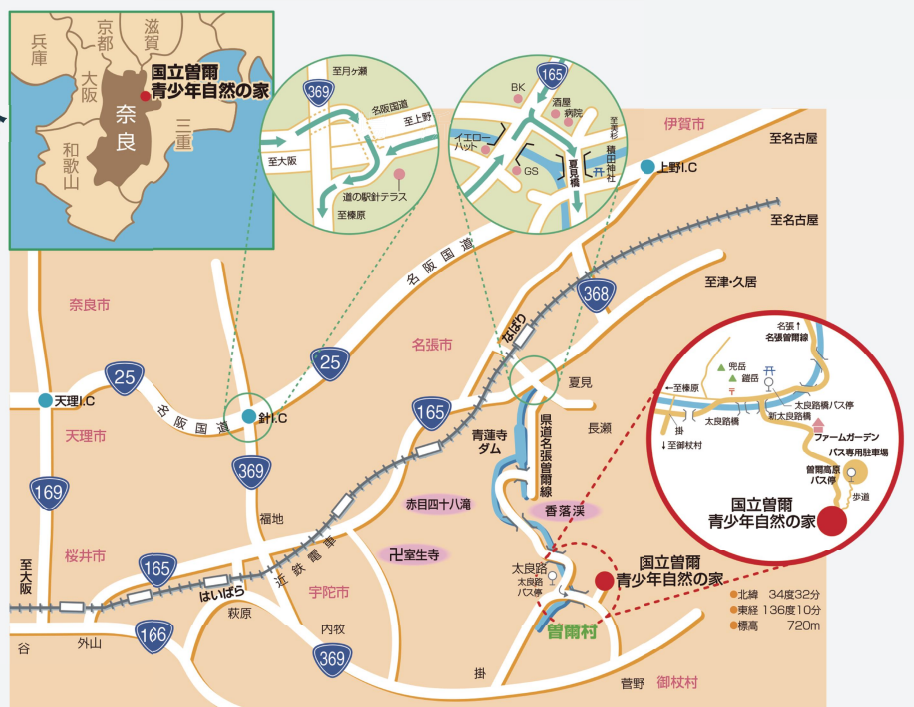 兵庫
京都
滋賀
大阪
奈良
三重
和歌山
国立曽爾
青少年自然の家
至月ヶ瀬
369
名阪国道
至上野
至大阪
道の駅針テラス
至榛原
165
BK
酒屋
病院
至美杉
イエロー
ハット
GS
夏見橋
積田神社
伊賀市
至名古屋
上野I.C
至名古屋
名阪国道
368
至津・久居
奈良市
なばり
名張市
25
25
夏見
天理I.C
名阪国道
針I.C
165
長瀬
天理市
青蓮寺
ダム
県道名張曽爾線
369
169
福地
赤目四十八滝
香落渓
卍室生寺
桜井市
近鉄電車
至大阪
165
はいばら
宇陀市
太良路
太良路
バス停
国立曽爾
青少年自然の家
萩原
曽爾村
谷
外山
166
内牧
369
掛
菅野
御杖村
名張↑
名張曽爾線
兜岳
鎧岳
〒
←至榛原
太良路橋バス停
太良路橋
新太良路橋
掛
↓至御杖村
ファームガーデン
バス専用駐車場
曽爾高原
バス停
歩道
国立曽爾
青少年自然の家
●北緯 34度32分
●東経 136度10分
●標高 720m